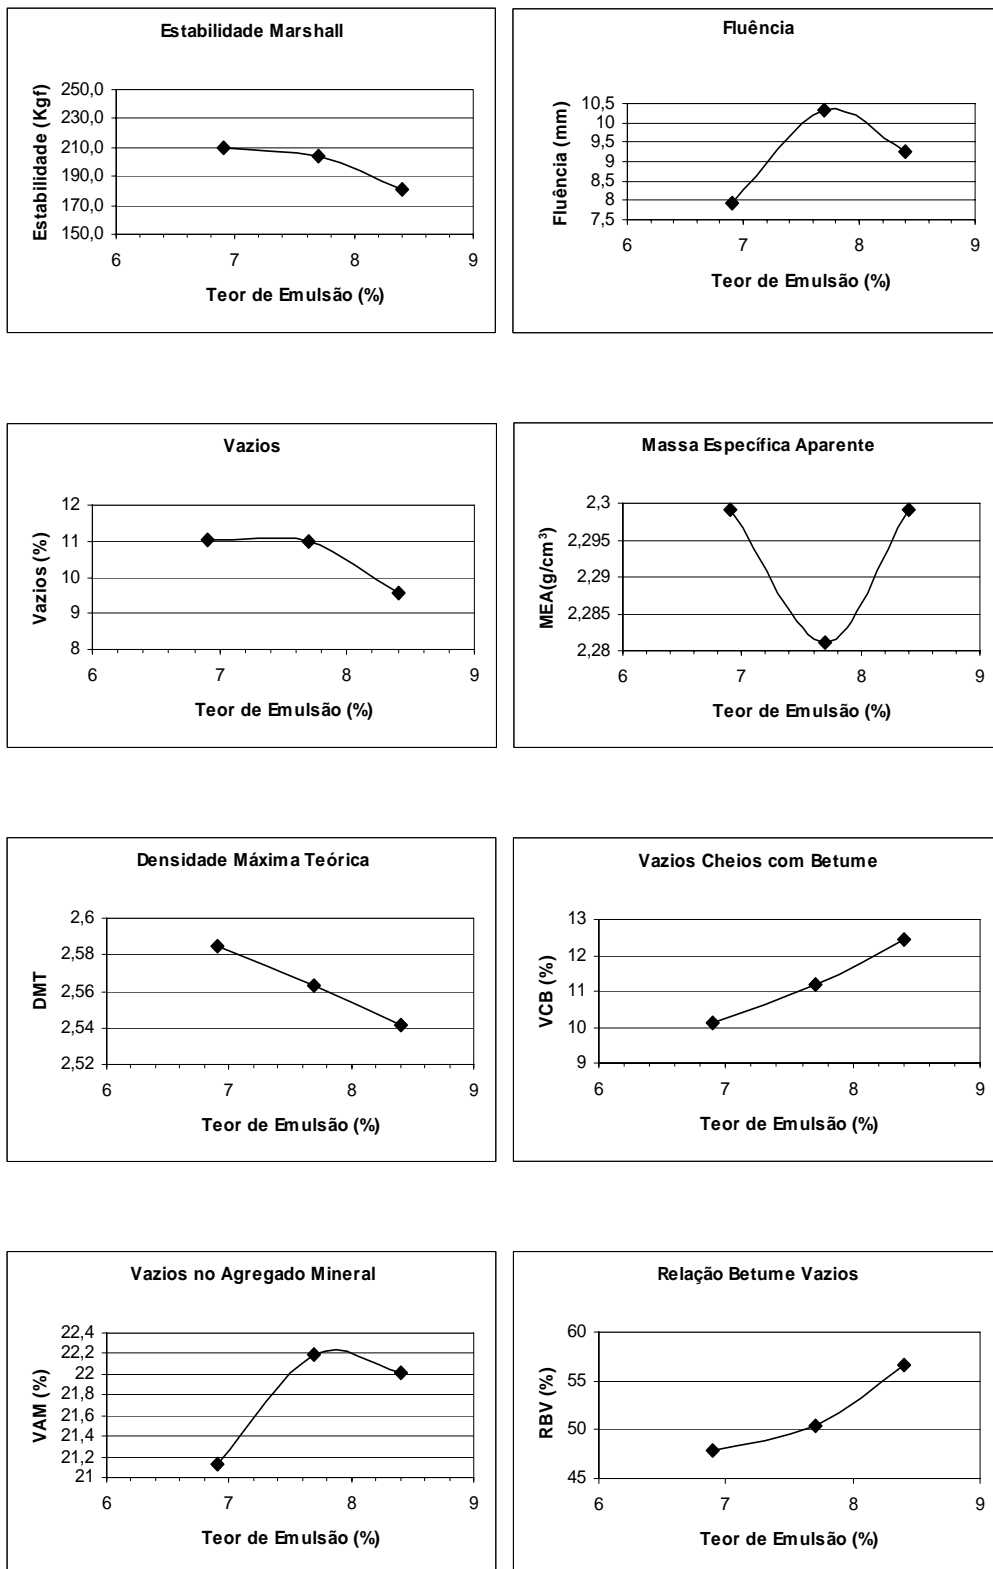 Estabilidade Marshall
Estabilidade (Kgf)
250,0
230,0
210,0
190,0
170,0
150,0
6 7 8 9
Teor de Emulsão (%)
Fluência
Fluência (mm)
10,5
10
9,5
9
8,5
8
7,5
6 7 8 9
Teor de Emulsão (%)
Vazios
Vazios (%)
12
11
10
9
8
6 7 8 9
Teor de Emulsão (%)
Massa Específica Aparente
MEA(g/cm³)
2,3
2,295
2,29
2,285
2,28
6 7 8 9
Teor de Emulsão (%)
Densidade Máxima Teórica
DMT
2,6
2,58
2,56
2,54
2,52
6 7 8 9
Teor de Emulsão (%)
Vazios Cheios com Betume
VCB (%)
13
12
11
10
9
6 7 8 9
Teor de Emulsão (%)
Vazios no Agregado Mineral
VAM (%)
22,4
22,2
22
21,8
21,6
21,4
21,2
21
6 7 8 9
Teor de Emulsão (%)
Relação Betume Vazios
RBV (%)
60
55
50
45
6 7 8 9
Teor de Emulsão (%)